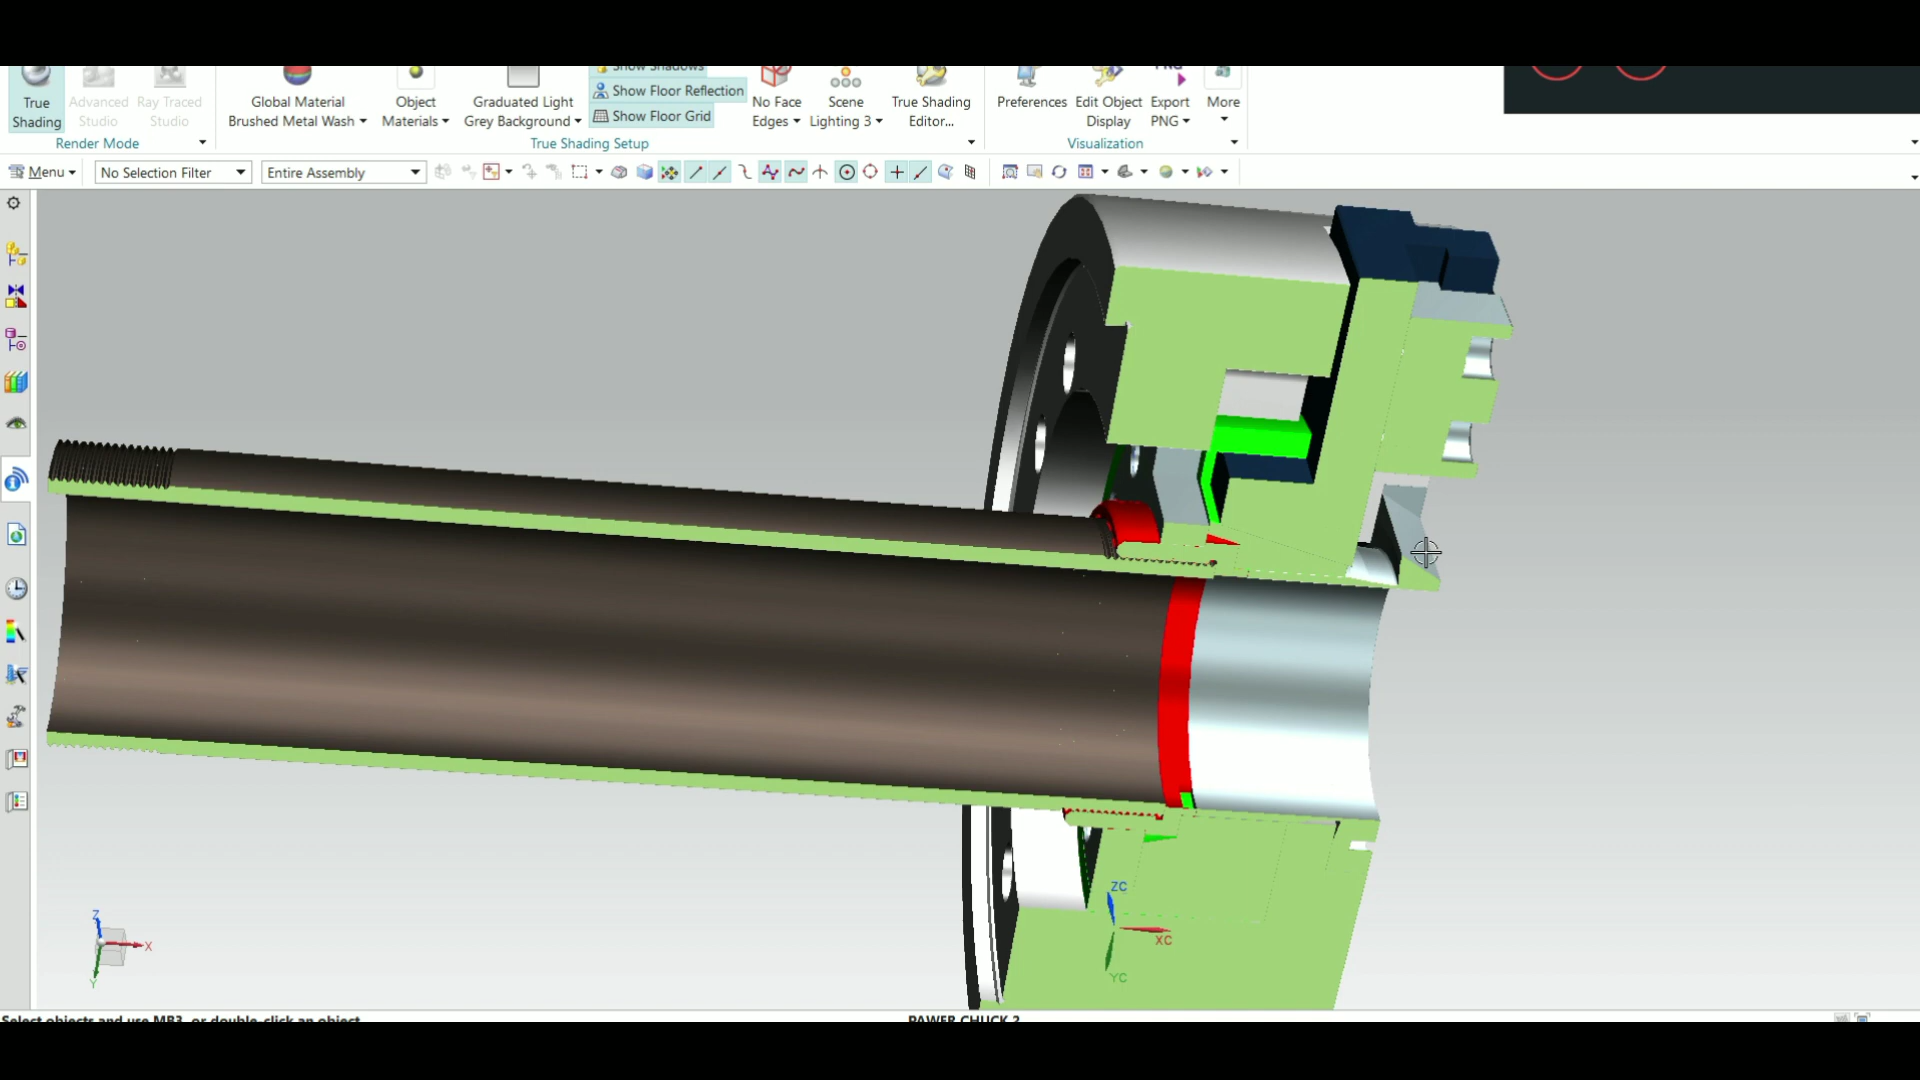 Show Shadows
True
Shading
Advanced
Studio
Ray Traced
Studio
Global Material
Brushed Metal Wash
Object
Materials
Graduated Light
Grey Background
Show Floor Reflection
Show Floor Grid
No Face
Edges
Scene
Lighting 3
True Shading
Editor...
Preferences
Edit Object
Display
Export
PNG
More
Render Mode
True Shading Setup
Visualization
Menu
No Selection Filter
Entire Assembly
ZC
XC
YC
Z
X
Y
Select objects and use MB3, or double-click an object
PAWER CHUCK 2